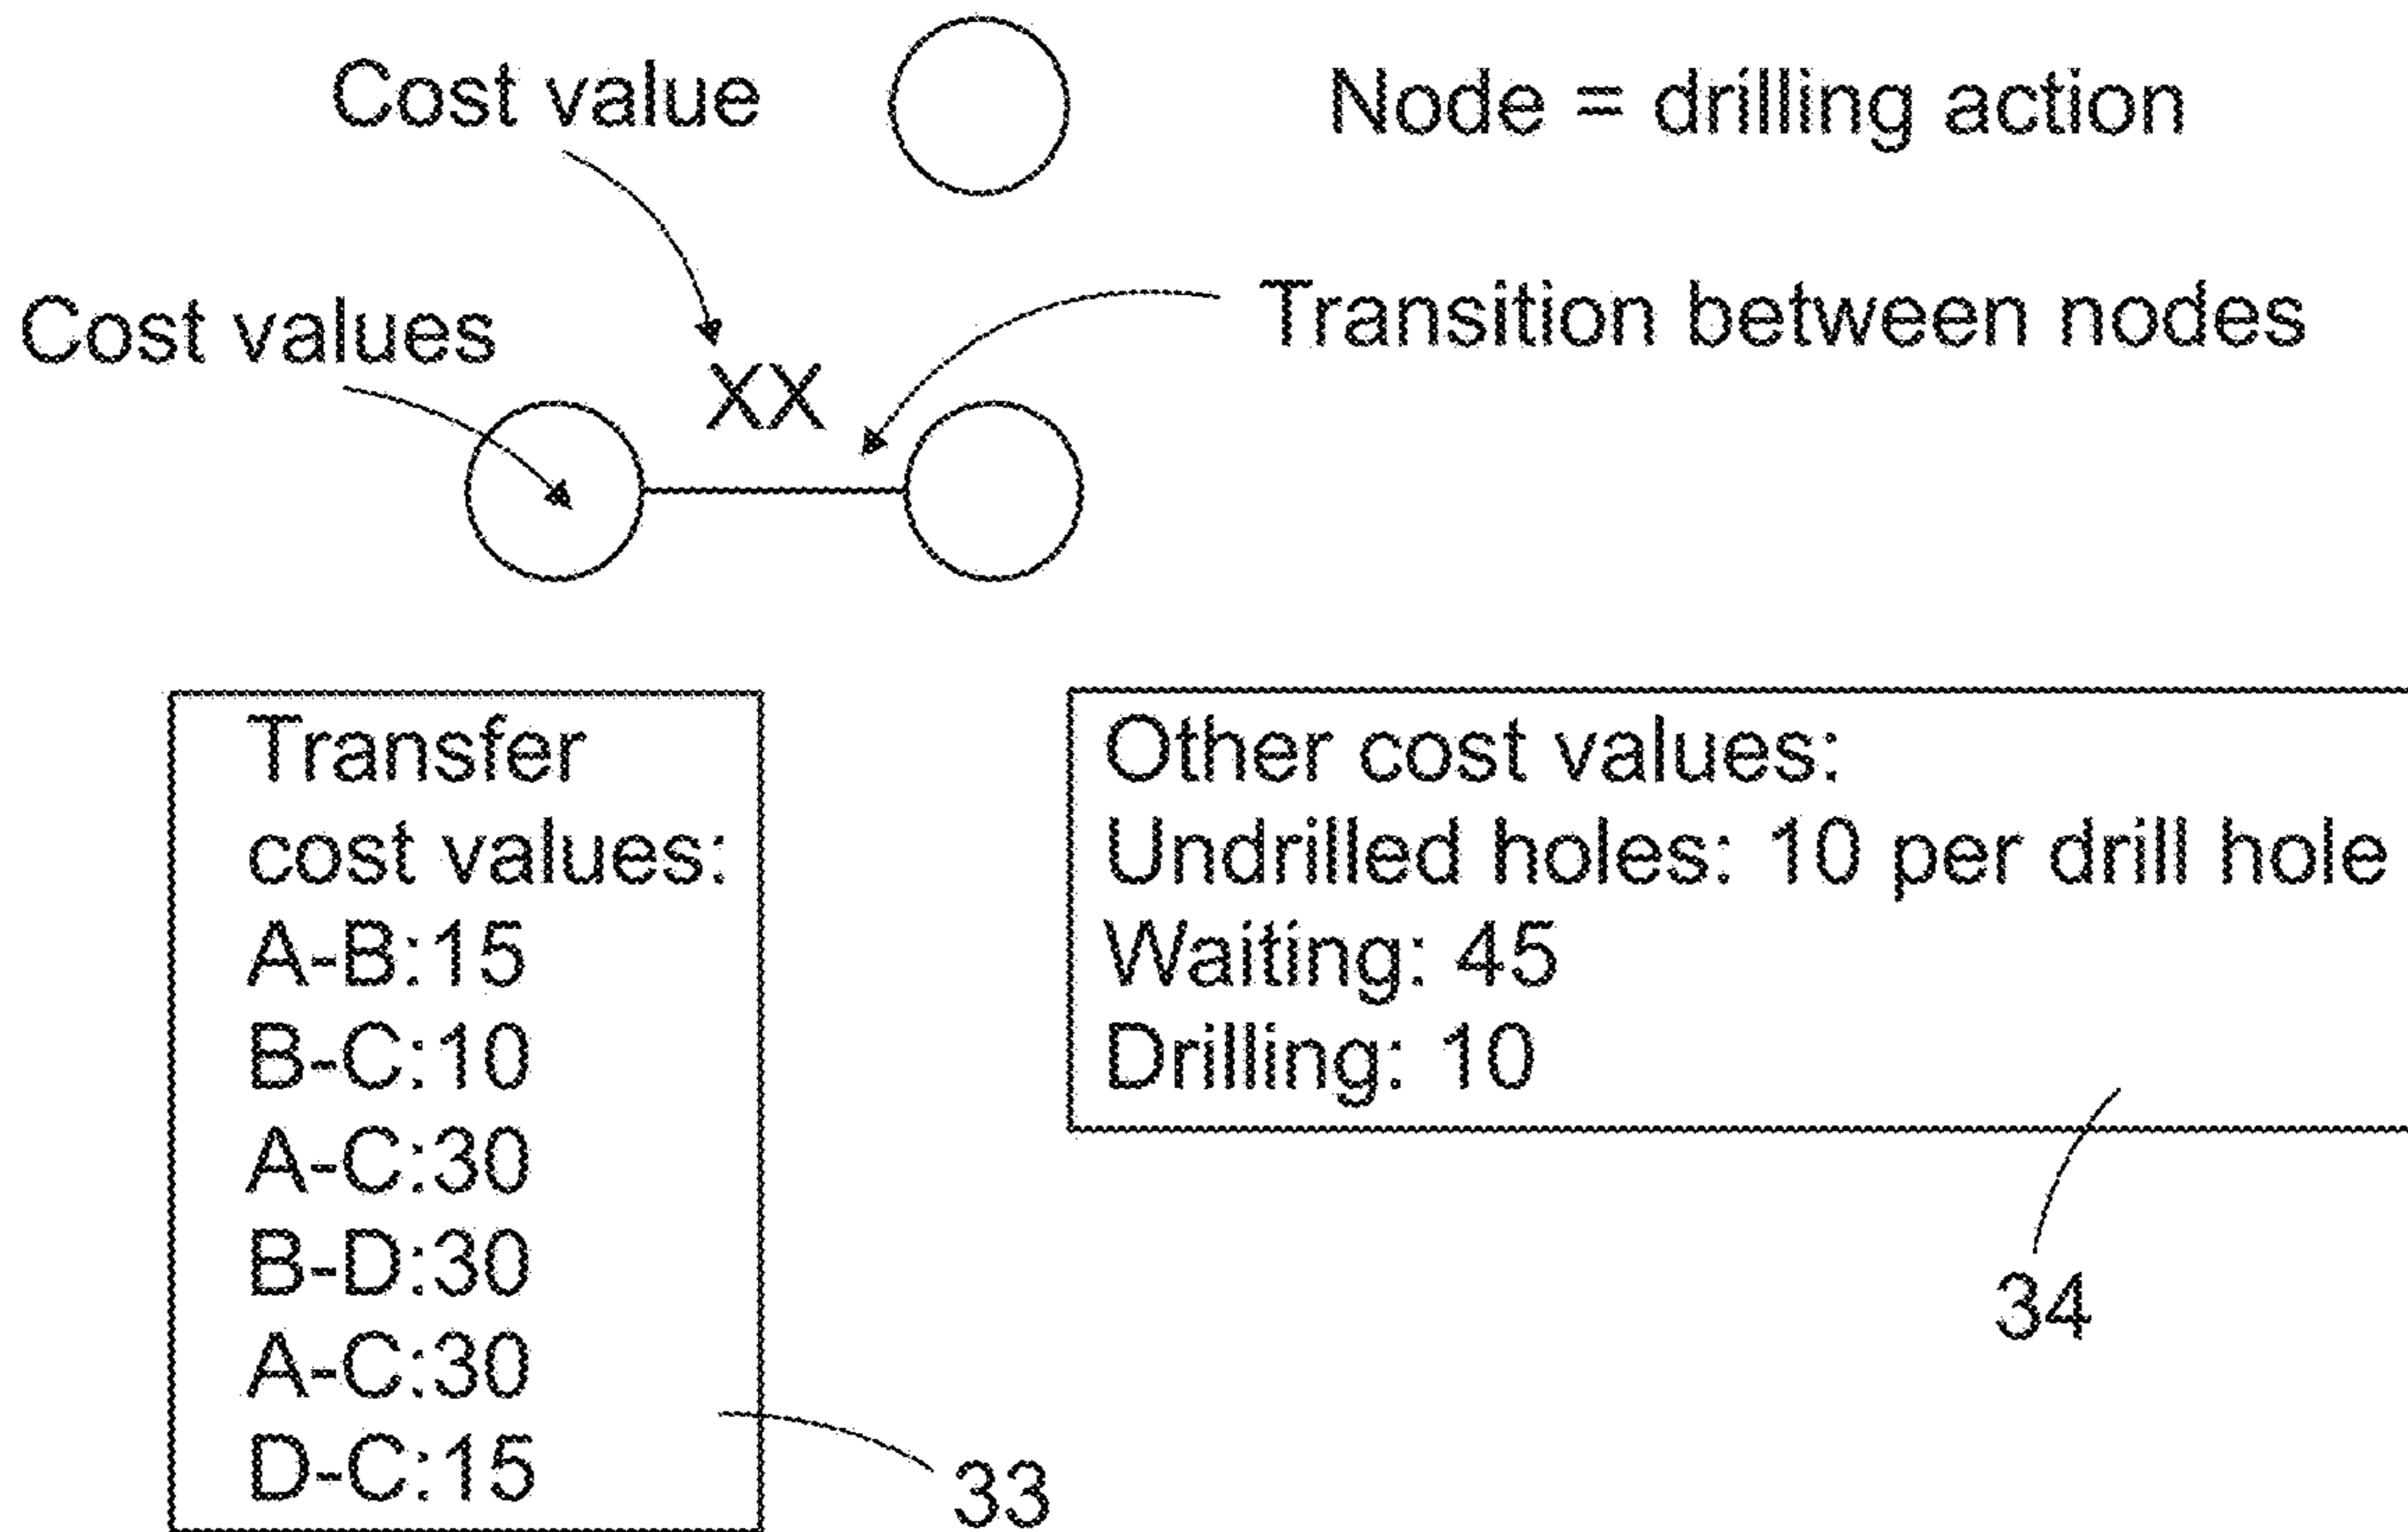 Cost value
Node = drilling action
Cost values
Transition between nodes
XX
Transfer
cost values:
A-B:15
B-C:10
A-C:30
B-D:30
A-C:30
D-C:15
33
Other cost values:
Undrilled holes: 10 per drill hole
Waiting: 45
Drilling: 10
34